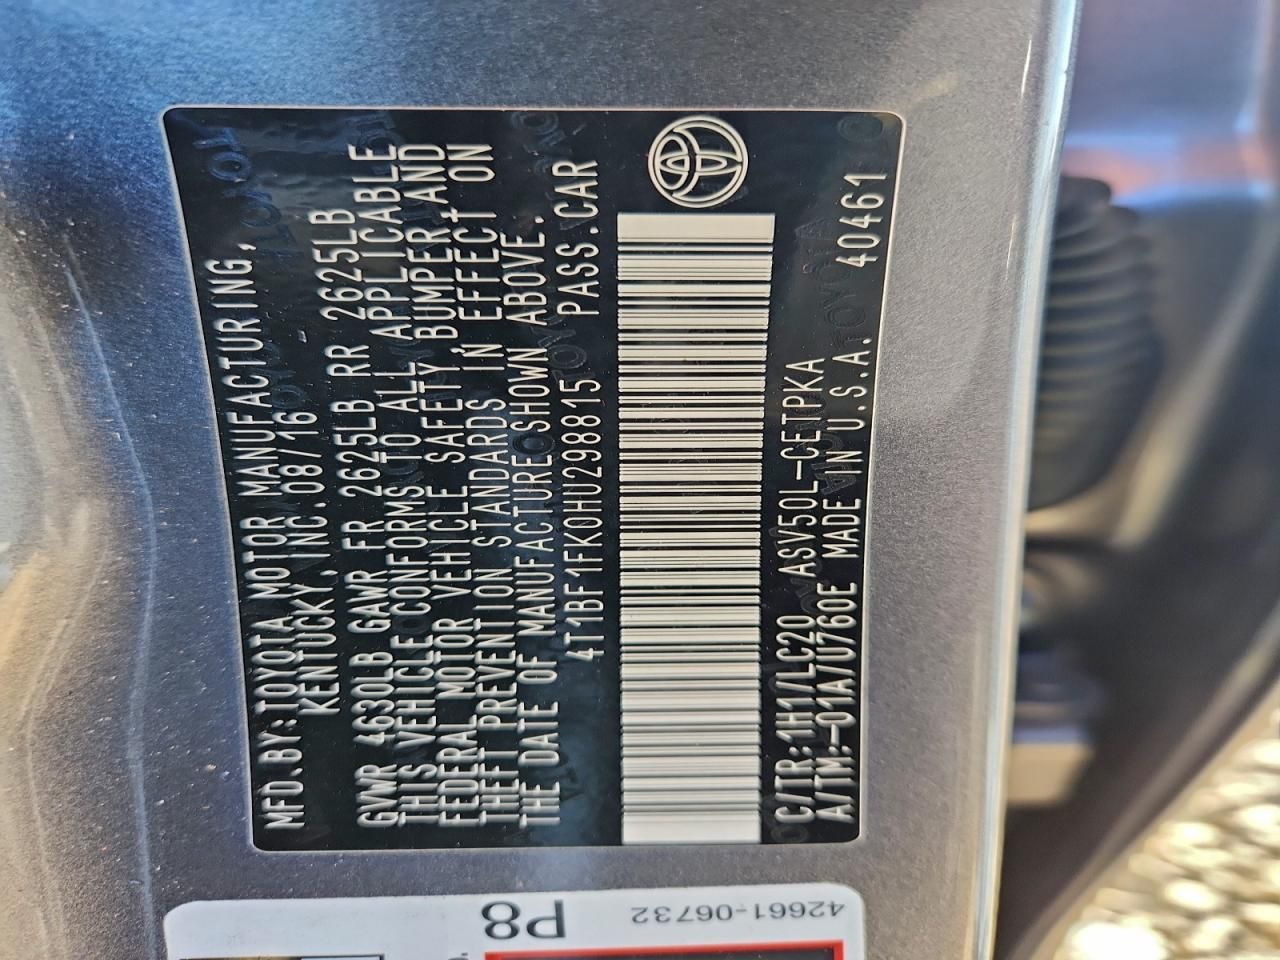 MFD.BY:TOYOTA MOTOR MANUFACTURING,
KENTUCKY,INC.08/16
GVWR 4630LB GAWR FR 2625LB RR 2625LB
THIS VEHICLE CONFORMS TO ALL APPLICABLE
FEDERAL MOTOR VEHICLE SAFETY BUMPER,AND
THEFT PREVENTION STANDARDS IN EFFECT ON
THE DATE OF MANUFACTURE SHOWN ABOVE.
4T1BF1FK0HU298815 PASS.CAR
C/TR:1H1/LC20 ASV50L-CETPKA
A/TM:-01A/U760E MADE IN U.S.A. 40461
P8
42661-06732